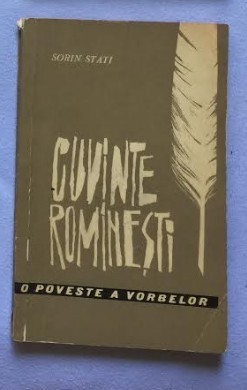 SORIN STATI
CUVINTE
ROMÎNEȘTI
O POVESTE A VORBELOR